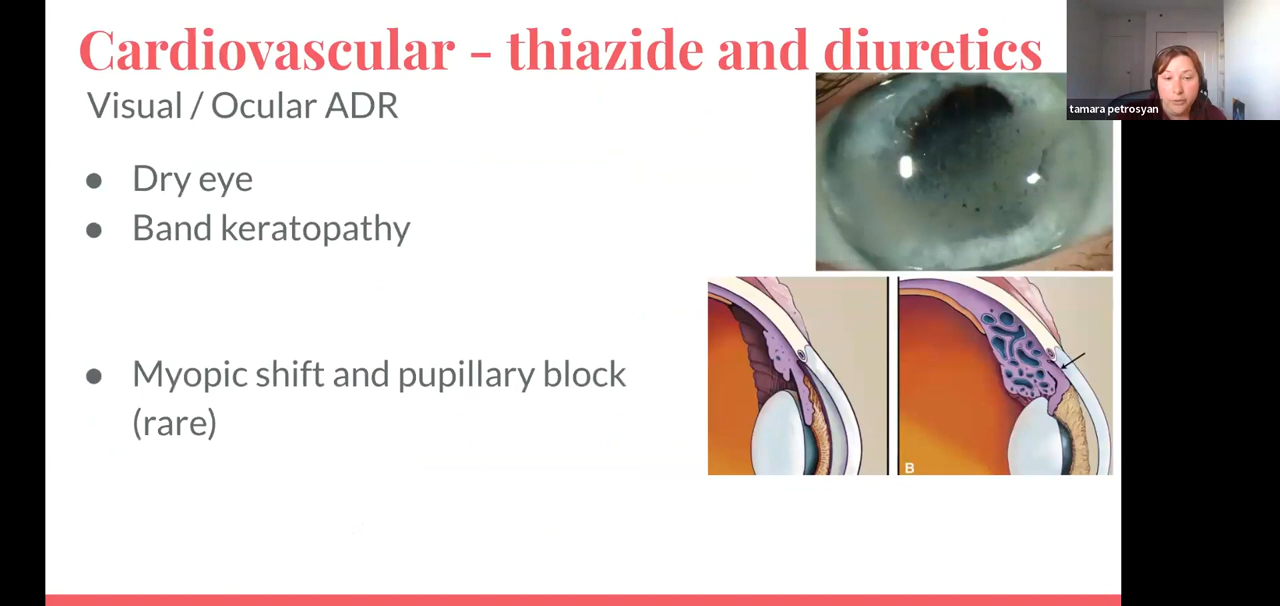 Cardiovascular - thiazide and diuretics
tamara petrosyan
Visual / Ocular ADR
● Dry eye
● Band keratopathy
● Myopic shift and pupillary block
(rare)
B